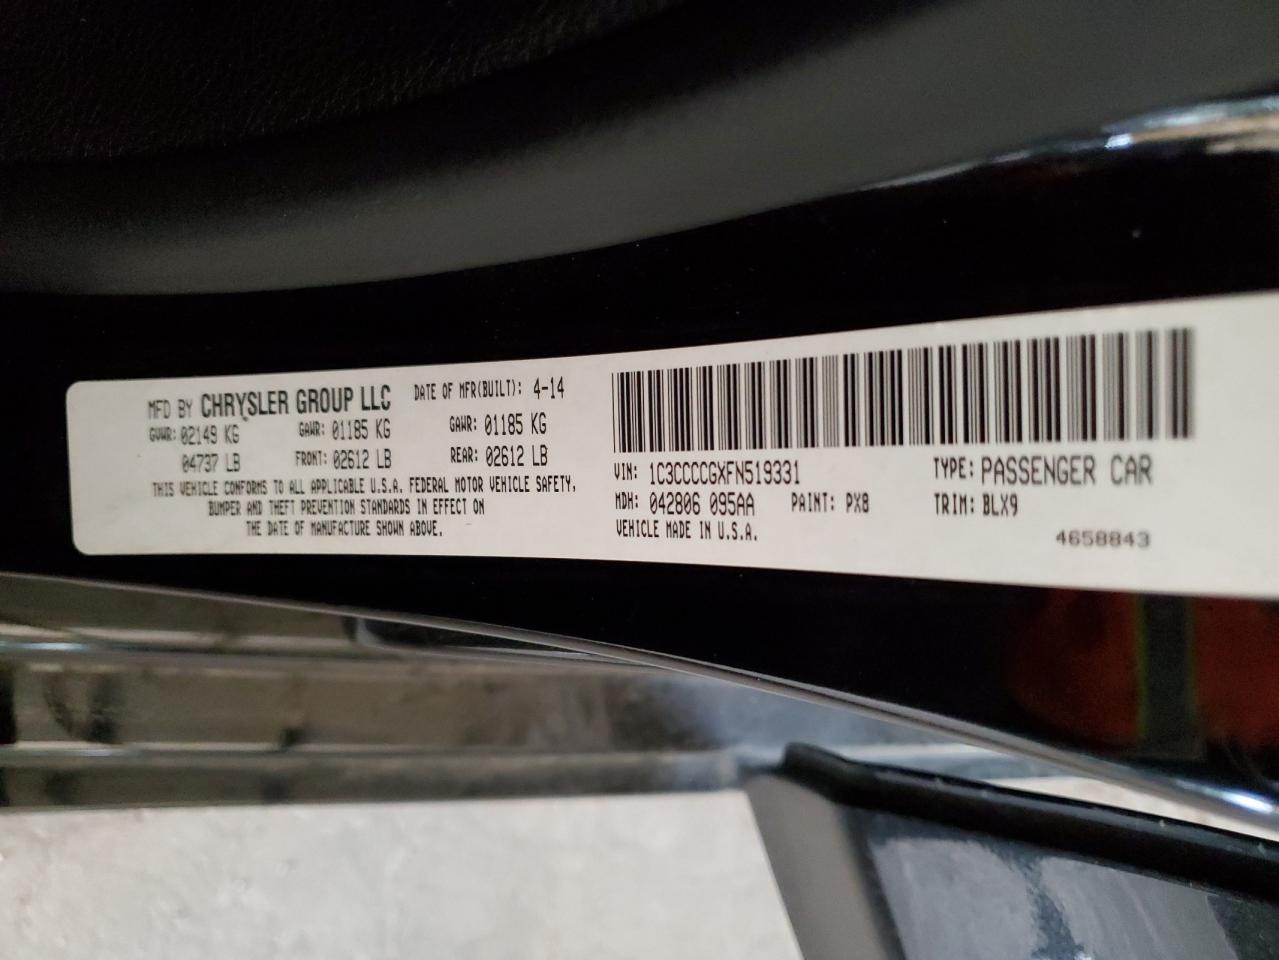 MFD BY CHRYSLER GROUP LLC DATE OF MFR(BUILT): 4-14
GVWR: 02149 KG GAWR: 01185 KG GAWR: 01185 KG
04737 LB FRONT: 02612 LB REAR: 02612 LB
THIS VEHICLE CONFORMS TO ALL APPLICABLE U.S.A. FEDERAL MOTOR VEHICLE SAFETY,
BUMPER AND THEFT PREVENTION STANDARDS IN EFFECT ON
THE DATE OF MANUFACTURE SHOWN ABOVE.
VIN: 1C3CCCCGXFN519331 TYPE: PASSENGER CAR
MDH: 042806 095AA PAINT: PX8 TRIM: BLX9
VEHICLE MADE IN U.S.A.
4658843